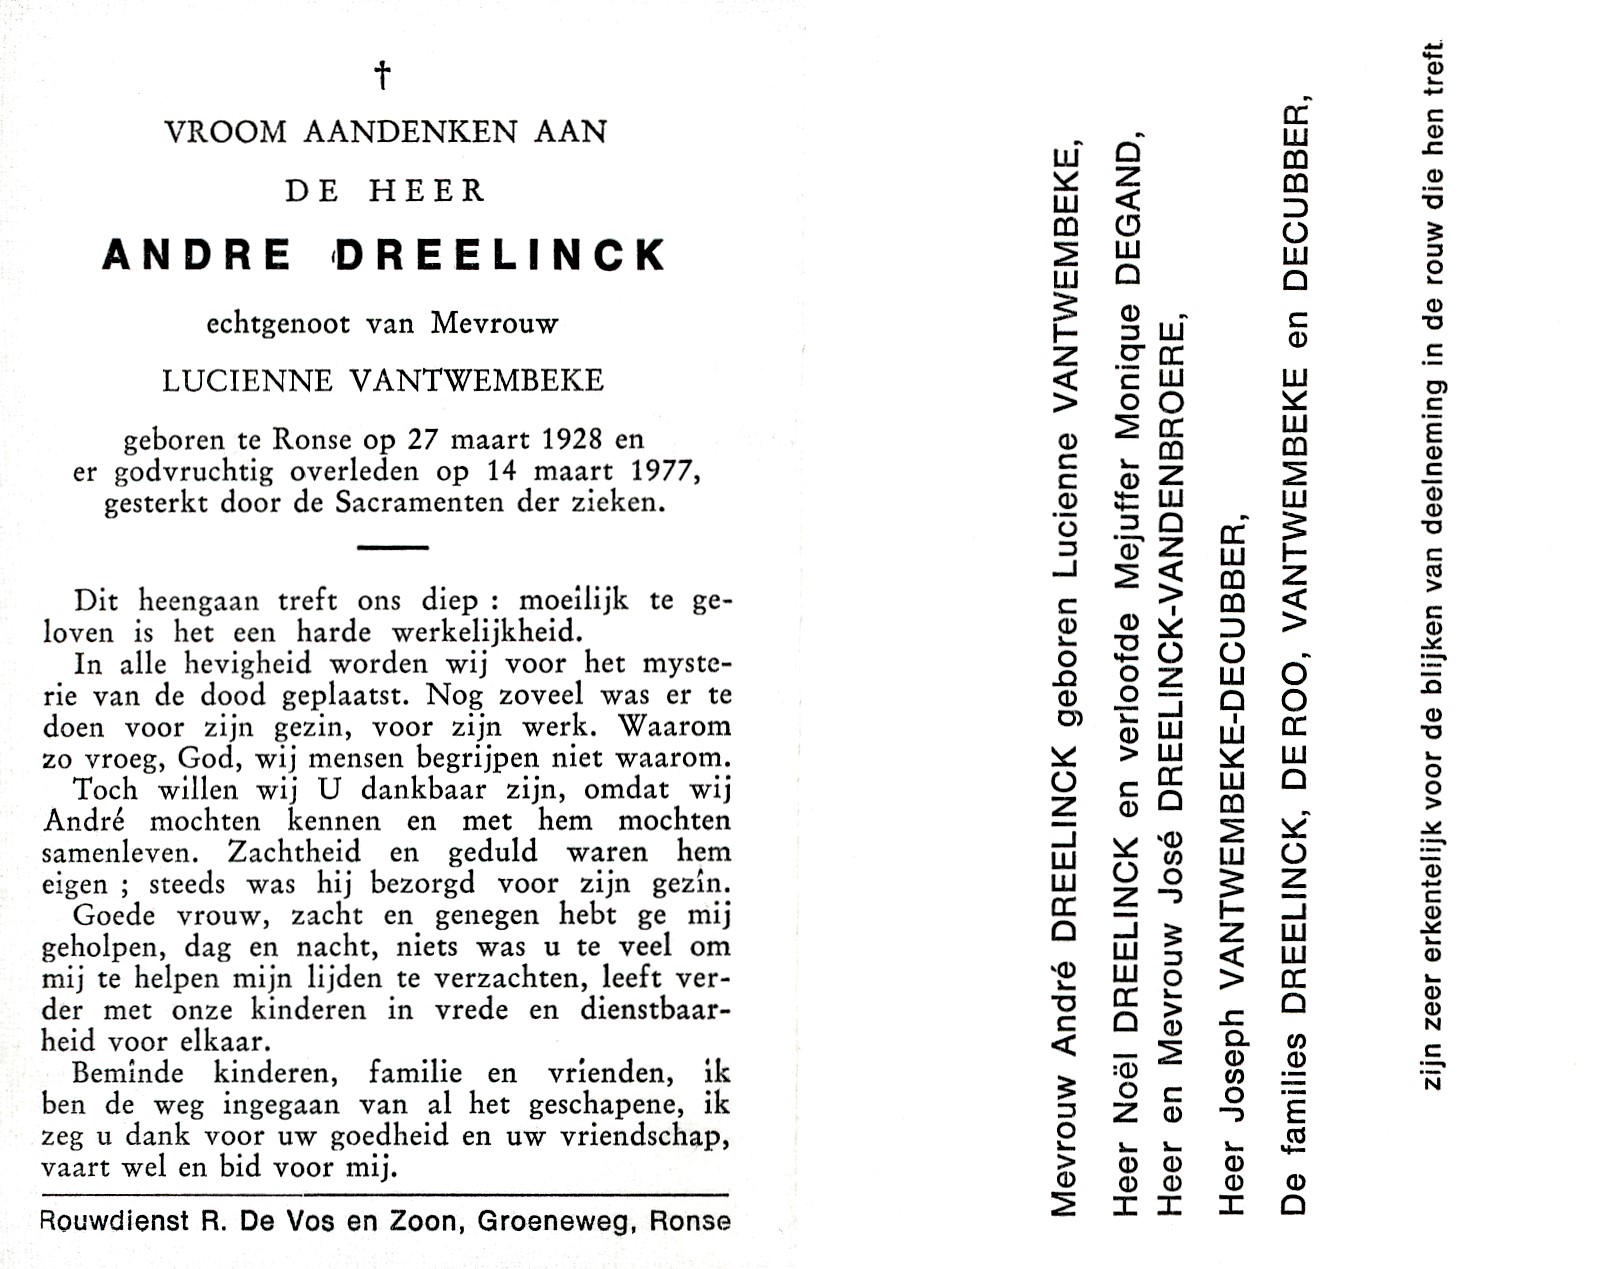 †
VROOM AANDENKEN AAN
DE HEER
ANDRE DREELINCK
echtgenoot van Mevrouw
LUCIENNE VANTWEMBEKE
geboren te Ronse op 27 maart 1928 en
er godvruchtig overleden op 14 maart 1977,
gesterkt door de Sacramenten der zieken.
Dit heengaan treft ons diep : moeilijk te ge-
loven is het een harde werkelijkheid.
In alle hevigheid worden wij voor het myste-
rie van de dood geplaatst. Nog zoveel was er te
doen voor zijn gezin, voor zijn werk. Waarom
zo vroeg, God, wij mensen begrijpen niet waarom.
Toch willen wij U dankbaar zijn, omdat wij
André mochten kennen en met hem mochten
samenleven. Zachtheid en geduld waren hem
eigen ; steeds was hij bezorgd voor zijn gezin.
Goede vrouw, zacht en genegen hebt ge mij
geholpen, dag en nacht, niets was u te veel om
mij te helpen mijn lijden te verzachten, leeft ver-
der met onze kinderen in vrede en dienstbaar-
heid voor elkaar.
Beminde kinderen, familie en vrienden, ik
ben de weg ingegaan van al het geschapene, ik
zeg u dank voor uw goedheid en uw vriendschap,
vaart wel en bid voor mij.
Rouwdienst R. De Vos en Zoon, Groeneweg, Ronse
Mevrouw André DREELINCK geboren Lucienne VANTWEMBEKE,
Heer Noël DREELINCK en verloofde Mejuffer Monique DEGAND,
Heer en Mevrouw José DREELINCK-VANDENBROERE,
Heer Joseph VANTWEMBEKE-DECUBBER,
De families DREELINCK, DEROO, VANTWEMBEKE en DECUBBER,
zijn zeer erkentelijk voor de blijken van deelneming in de rouw die hen treft.